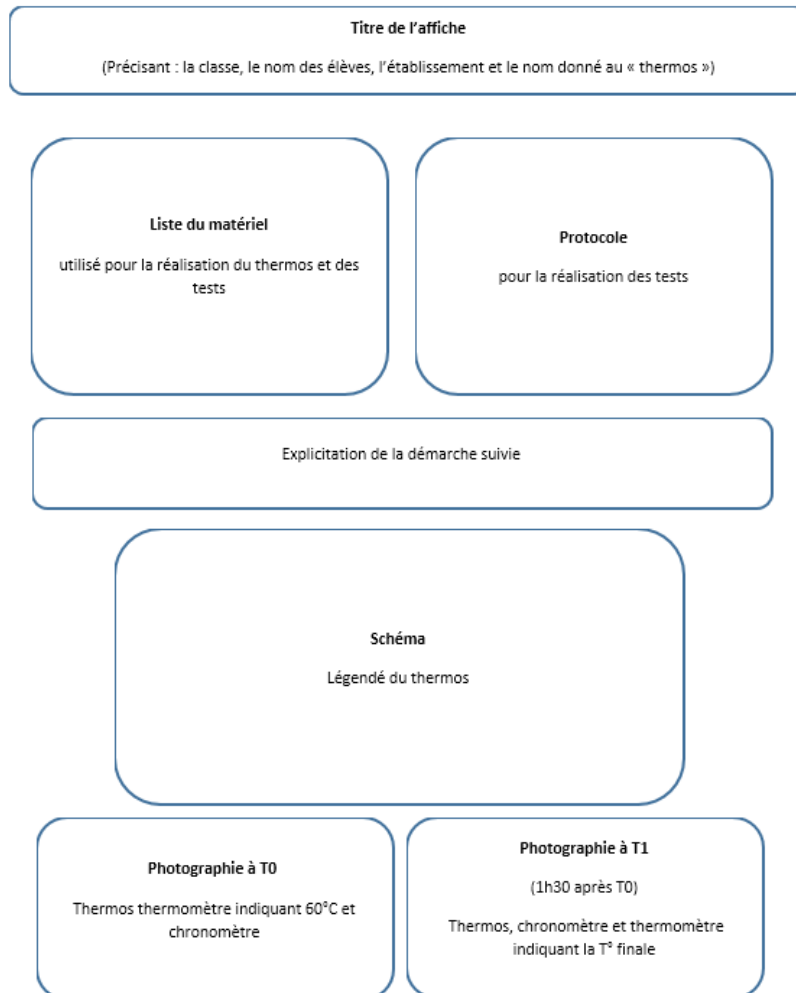 Titre de l'affiche
(Précisant : la classe, le nom des élèves, l'établissement et le nom donné au « thermos »)
Liste du matériel
utilisé pour la réalisation du thermos et des
tests
Protocole
pour la réalisation des tests
Explicitation de la démarche suivie
Schéma
Légendé du thermos
Photographie à T0
Thermos thermomètre indiquant 60°C et
chronomètre
Photographie à T1
(1h30 après T0)
Thermos, chronomètre et thermomètre
indiquant la T° finale